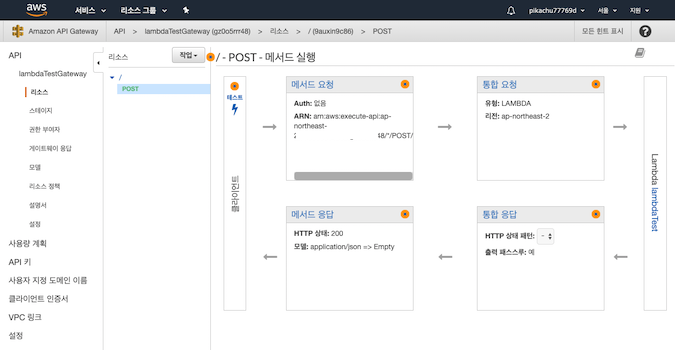 aws 서비스 리소스 그룹 pikachu77769d 서울 지원
Amazon API Gateway API > lambdaTestGateway (gz0o5rrr48) > 리소스 > / (9auxin9c86) > POST 모든 힌트 표시
API
lambdaTestGateway
리소스
스테이지
권한 부여자
게이트웨이 응답
모델
리소스 정책
설명서
설정
사용량 계획
API 키
사용자 지정 도메인 이름
클라이언트 인증서
VPC 링크
설정
리소스 작업
/
POST
/ - POST - 메서드 실행
테스트
클라이언트
메서드 요청
Auth: 없음
ARN: arn:aws:execute-api:ap-
northeast-
48/*/POST/
통합 요청
유형: LAMBDA
리전: ap-northeast-2
메서드 응답
HTTP 상태: 200
모델: application/json => Empty
통합 응답
HTTP 상태 패턴: -
출력 패스스루: 예
Lambda lambdaTest